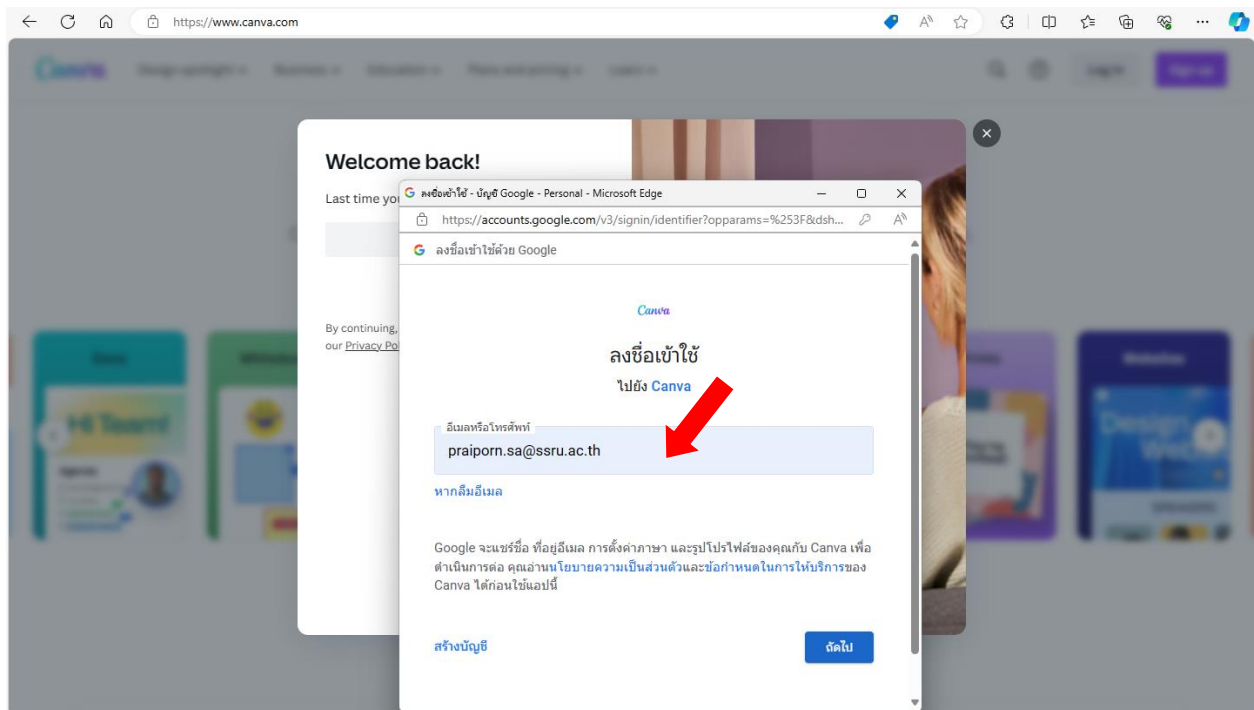 https://www.canva.com
Canva
Welcome back!
Last time yo
ลงชื่อเข้าใช้ - บัญชี Google - Personal - Microsoft Edge
https://accounts.google.com/v3/signin/identifier?opparams=%253F&dsh...
G ลงชื่อเข้าใช้ด้วย Google
Canva
ลงชื่อเข้าใช้
ไปยัง Canva
By continuing,
our Privacy Po
อีเมลหรือโทรศัพท์
praiporn.sa@ssru.ac.th
หากลืมอีเมล
Google จะแชร์ชื่อ ที่อยู่อีเมล การตั้งค่าภาษา และรูปโปรไฟล์ของคุณกับ Canva เพื่อ
ดำเนินการต่อ คุณอ่านนโยบายความเป็นส่วนตัวและข้อกำหนดในการให้บริการของ
Canva ได้ก่อนใช้แอปนี้
สร้างบัญชี
ถัดไป
Hi Team!